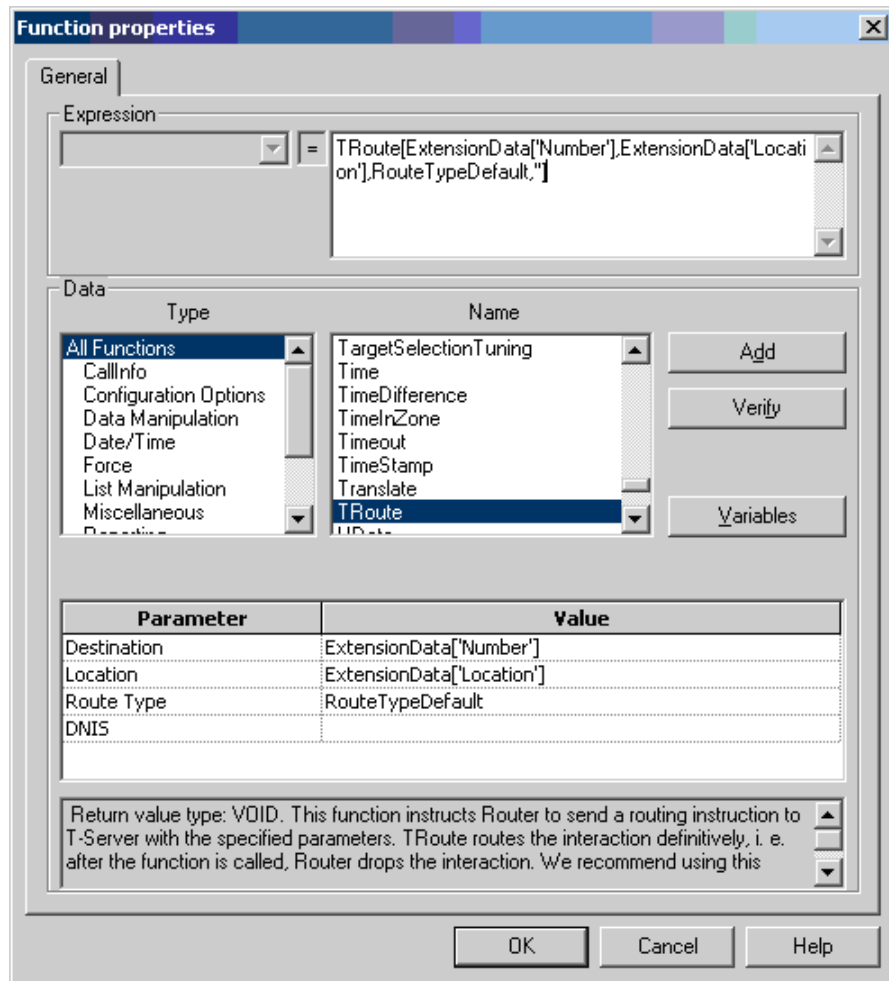 Function properties
General
Expression
=
TRoute[ExtensionData['Number'],ExtensionData['Locati
on'],RouteTypeDefault,'']
Data
Type
Name
All Functions
CallInfo
Configuration Options
Data Manipulation
Date/Time
Force
List Manipulation
Miscellaneous
Reporting
TargetSelectionTuning
Time
TimeDifference
TimeInZone
Timeout
TimeStamp
Translate
TRoute
UData
Add
Verify
Variables
Parameter Value
Destination ExtensionData['Number']
Location ExtensionData['Location']
Route Type RouteTypeDefault
DNIS
Return value type: VOID. This function instructs Router to send a routing instruction to
T-Server with the specified parameters. TRoute routes the interaction definitively, i. e.
after the function is called, Router drops the interaction. We recommend using this
OK Cancel Help